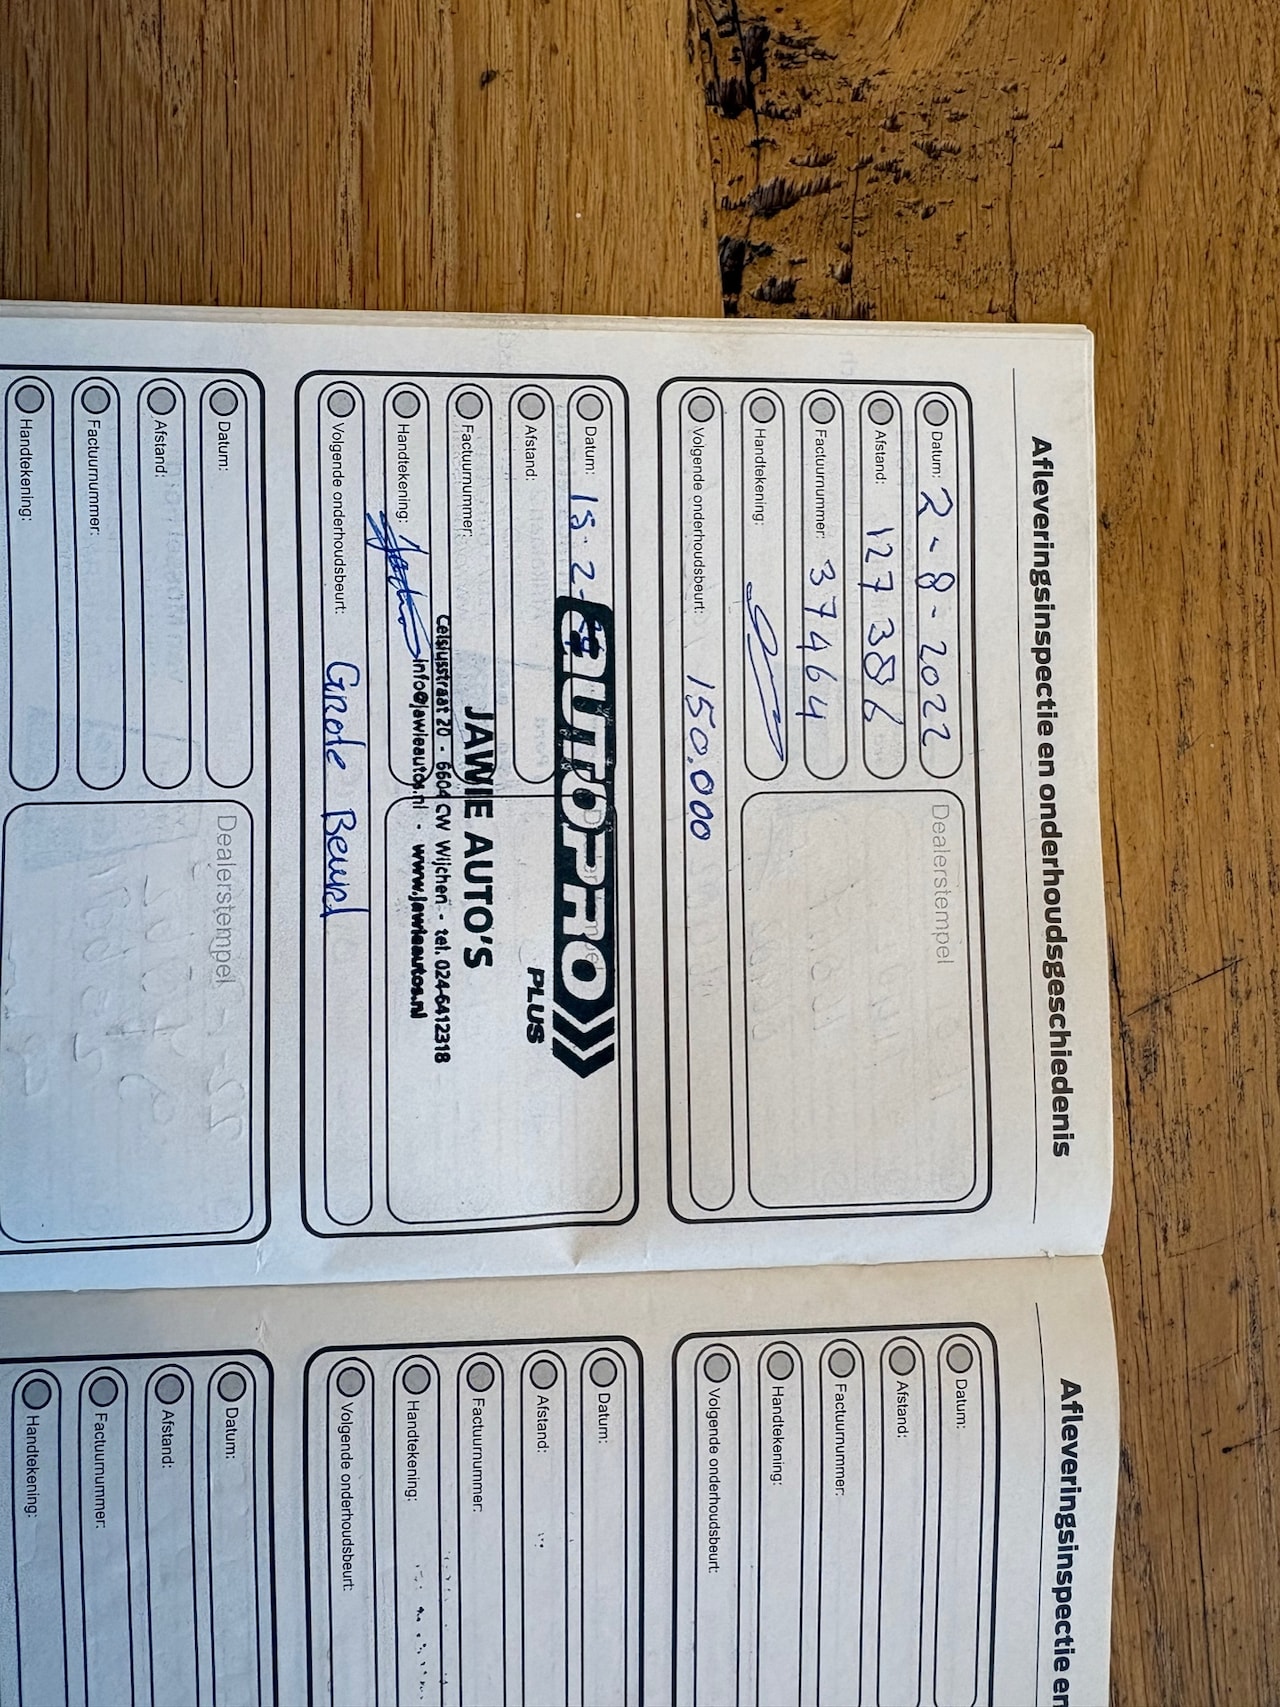 Afleveringsinspectie en onderhoudsgeschiedenis
Datum: 2-8-2022
Afstand: 127386
Factuurnummer: 37464
Handtekening:
Volgende onderhoudsbeurt: 150.000
Dealerstempel
Datum: 15-2-
Afstand:
Factuurnummer:
Handtekening:
Volgende onderhoudsbeurt: Grote Beurt
AUTOPRO
PLUS
JAWIE AUTO'S
Celsiusstraat 20 - 6604 CW Wijchen - tel. 024-6412318
info@jawieautos.nl - www.jawieautos.nl
Datum:
Afstand:
Factuurnummer:
Handtekening:
Dealerstempel
Afleveringsinspectie en
Datum:
Afstand:
Factuurnummer:
Handtekening:
Volgende onderhoudsbeurt:
Datum:
Afstand:
Factuurnummer:
Handtekening:
Volgende onderhoudsbeurt:
Datum:
Afstand:
Factuurnummer:
Handtekening: